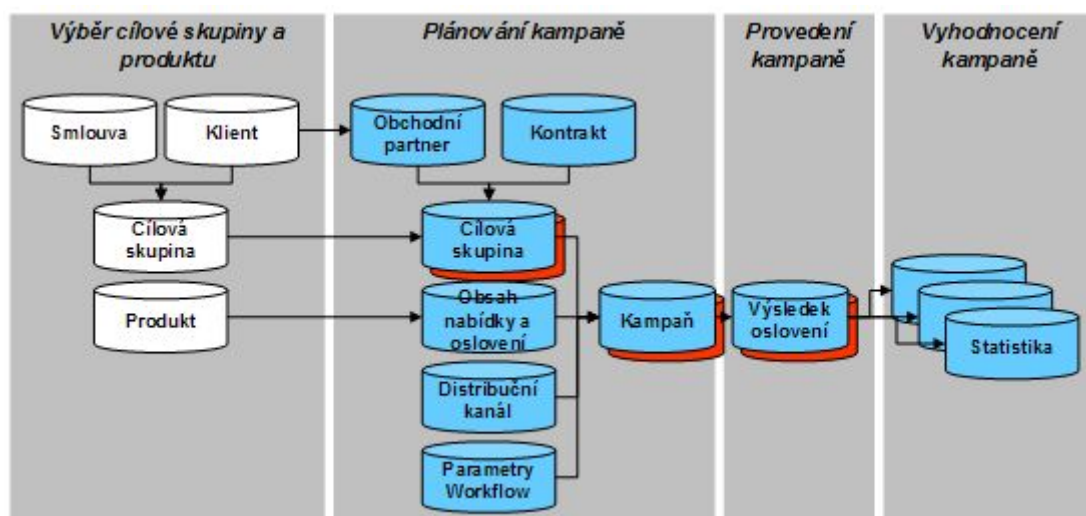 Výběr cílové skupiny a
produktu
Plánování kampaně
Provedení
kampaně
Vyhodnocení
kampaně
Smlouva
Klient
Obchodní
partner
Kontrakt
Cílová
skupina
Cílová
skupina
Produkt
Obsah
nabídky a
oslovení
Kampaň
Výsledek
oslovení
Statistika
Distribuční
kanál
Parametry
Workflow